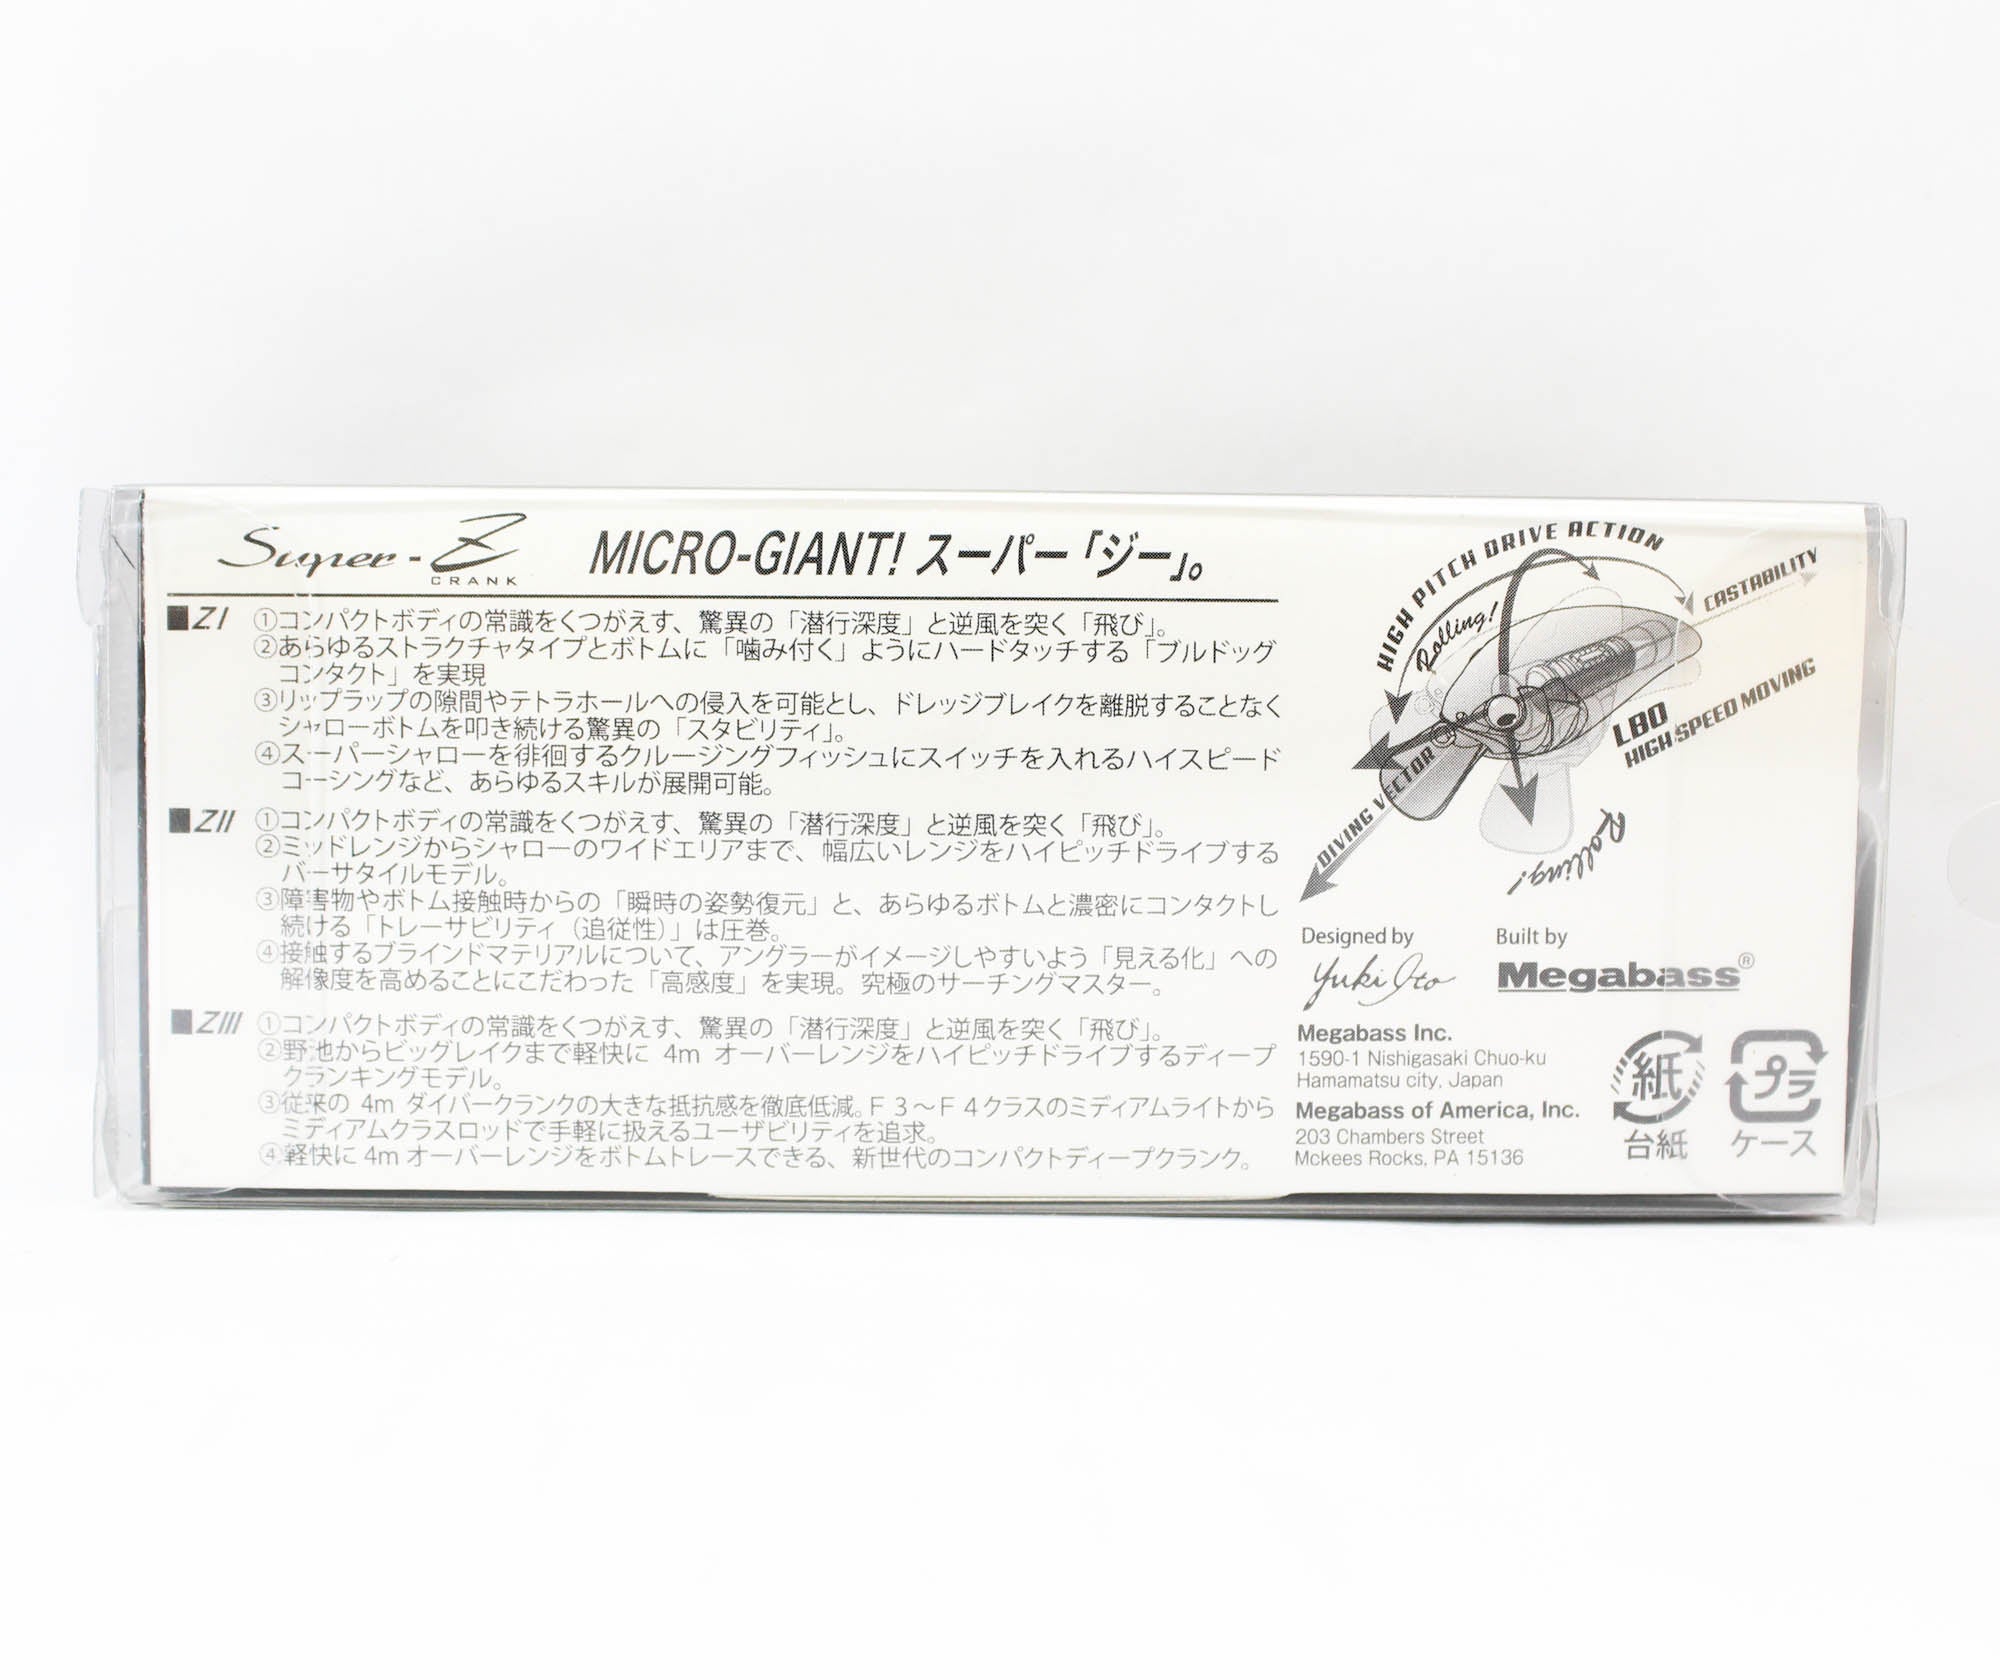 Super-Z
CRANK
MICRO-GIANT! スーパー「ジー」。
■ZI ①コンパクトボディの常識をくつがえす、驚異の「潜行深度」と逆風を突く「飛び」。
②あらゆるストラクチャタイプとボトムに「噛み付く」ようにハードタッチする「ブルドッグ
コンタクト」を実現
③リップラップの隙間やテトラホールへの侵入を可能とし、ドレッジブレイクを離脱することなく
シャローボトムを叩き続ける驚異の「スタビリティ」。
④スーパーシャローを徘徊するクルージングフィッシュにスイッチを入れるハイスピード
コーシングなど、あらゆるスキルが展開可能。
■ZII ①コンパクトボディの常識をくつがえす、驚異の「潜行深度」と逆風を突く「飛び」。
②ミッドレンジからシャローのワイドエリアまで、幅広いレンジをハイピッチドライブする
バーサタイルモデル。
③障害物やボトム接触時からの「瞬時の姿勢復元」と、あらゆるボトムと濃密にコンタクトし
続ける「トレーサビリティ（追従性）」は圧巻。
④接触するブラインドマテリアルについて、アングラーがイメージしやすいよう「見える化」への
解像度を高めることにこだわった「高感度」を実現。究極のサーチングマスター。
■ZIII ①コンパクトボディの常識をくつがえす、驚異の「潜行深度」と逆風を突く「飛び」。
②野池からビッグレイクまで軽快に 4m オーバーレンジをハイピッチドライブするディープ
クランキングモデル。
③従来の 4m ダイバークランクの大きな抵抗感を徹底低減。Ｆ３～Ｆ４クラスのミディアムライトから
ミディアムクラスロッドで手軽に扱えるユーザビリティを追求。
④軽快に 4m オーバーレンジをボトムトレースできる、新世代のコンパクトディープクランク。
HIGH PITCH DRIVE ACTION
Rolling!
CASTABILITY
LBO
HIGH SPEED MOVING
DIVING VECTOR
Rolling!
Designed by
Yuki Ito
Built by
Megabass®
Megabass Inc.
1590-1 Nishigasaki Chuo-ku
Hamamatsu city, Japan
Megabass of America, Inc.
203 Chambers Street
Mckees Rocks, PA 15136
紙
台紙
プラ
ケース